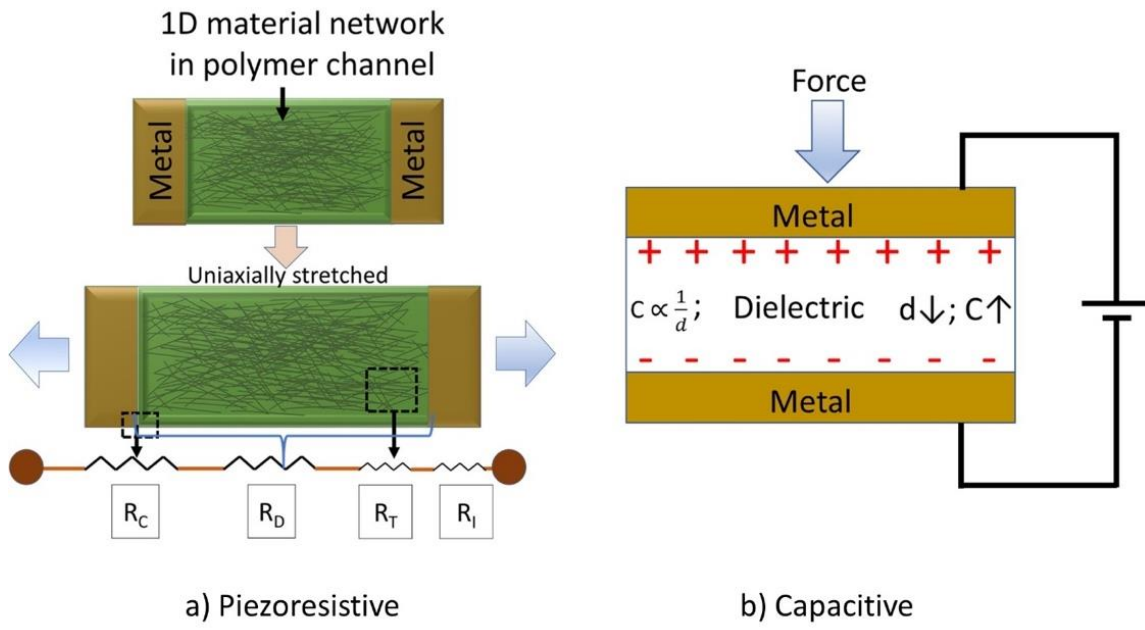 1D material network
in polymer channel
Metal
Metal
Uniaxially stretched
R_C
R_D
R_T
R_I
a) Piezoresistive
Force
Metal
+ + + + + + + +
C ∝ 1/d; Dielectric d↓; C↑
- - - - - - - -
Metal
b) Capacitive